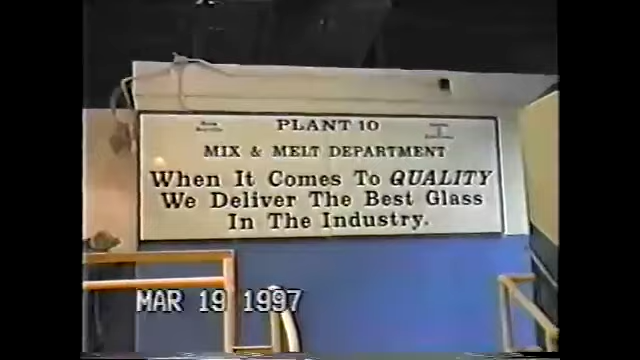 PLANT 10
MIX & MELT DEPARTMENT
When It Comes To QUALITY
We Deliver The Best Glass
In The Industry.
MAR 19 1997